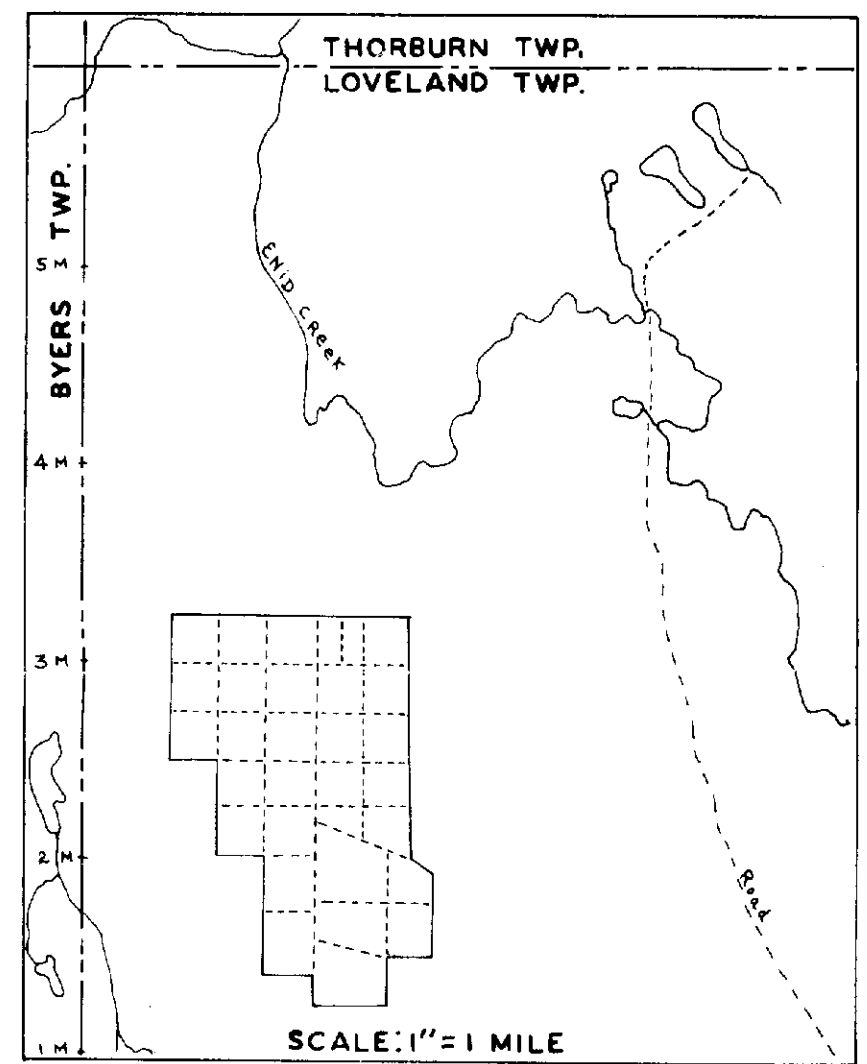 THORBURN TWP.
LOVELAND TWP.
BYERS TWP.
5 M
ENID CREEK
4 M
3 M
2 M
Road
1 M
SCALE: 1" = 1 MILE